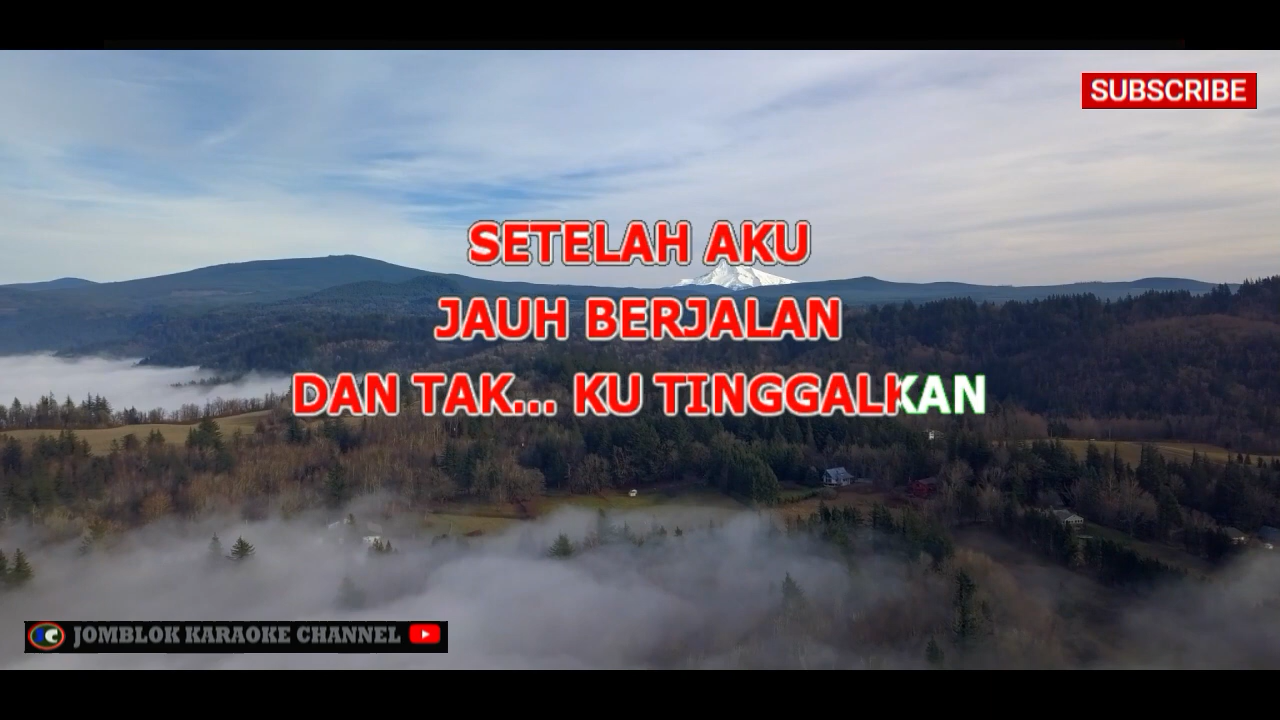 SUBSCRIBE
SETELAH AKU
JAUH BERJALAN
DAN TAK... KU TINGGALKAN
JOMBLOK KARAOKE CHANNEL